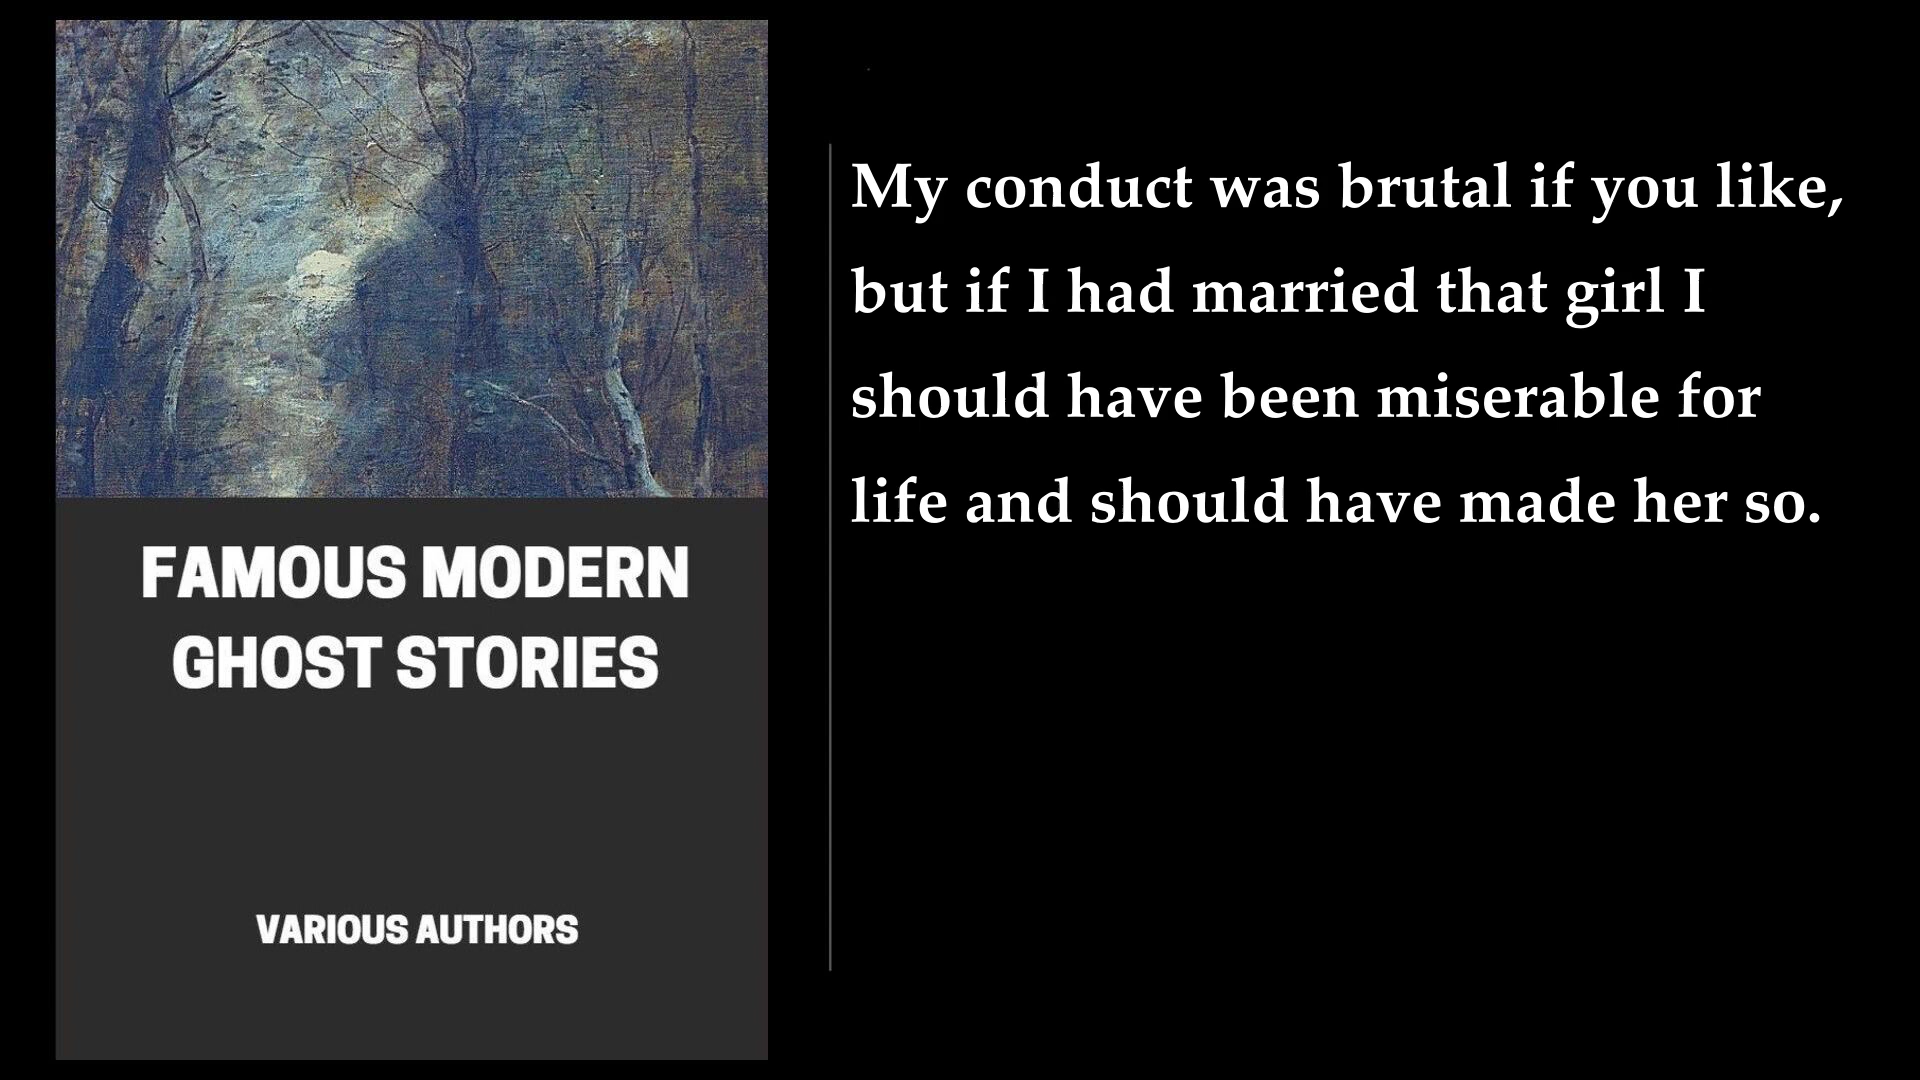 FAMOUS MODERN
GHOST STORIES
VARIOUS AUTHORS
My conduct was brutal if you like,
but if I had married that girl I
should have been miserable for
life and should have made her so.